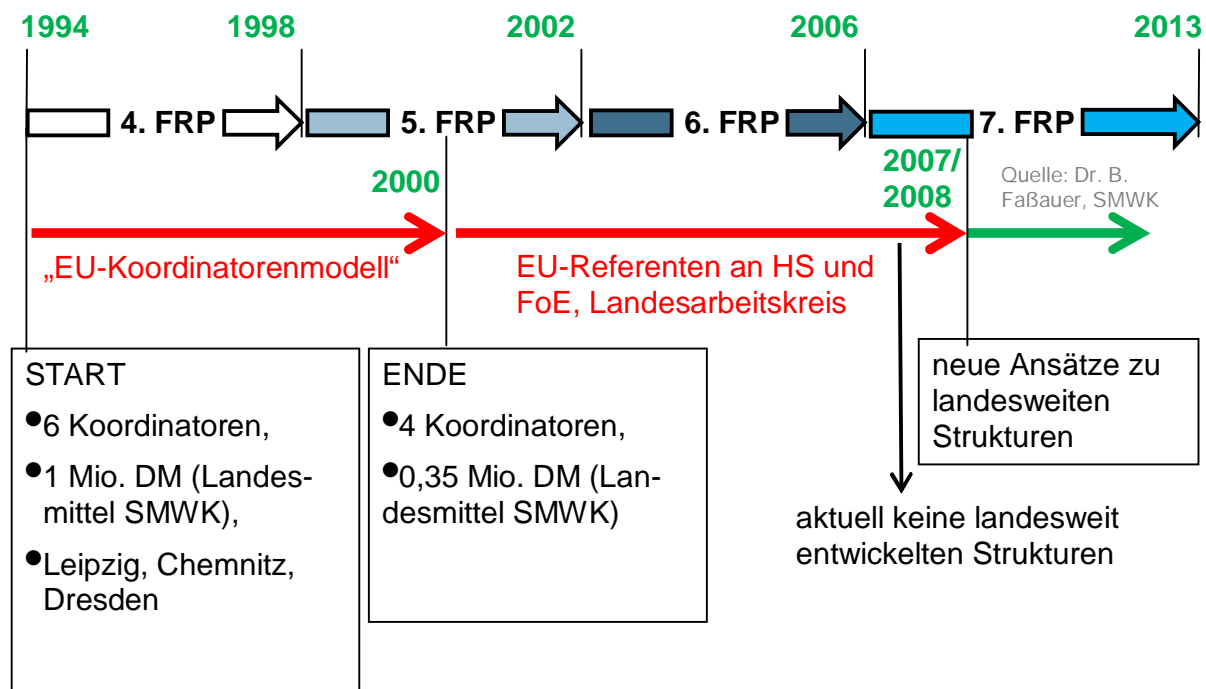 1994 1998 2002 2006 2013
4. FRP 5. FRP 6. FRP 7. FRP
2000
2007/
2008
Quelle: Dr. B.
Faßauer, SMWK
„EU-Koordinatorenmodell“
EU-Referenten an HS und
FoE, Landesarbeitskreis
START
●6 Koordinatoren,
●1 Mio. DM (Landes-
mittel SMWK),
●Leipzig, Chemnitz,
Dresden
ENDE
●4 Koordinatoren,
●0,35 Mio. DM (Lan-
desmittel SMWK)
neue Ansätze zu
landesweiten
Strukturen
aktuell keine landesweit
entwickelten Strukturen